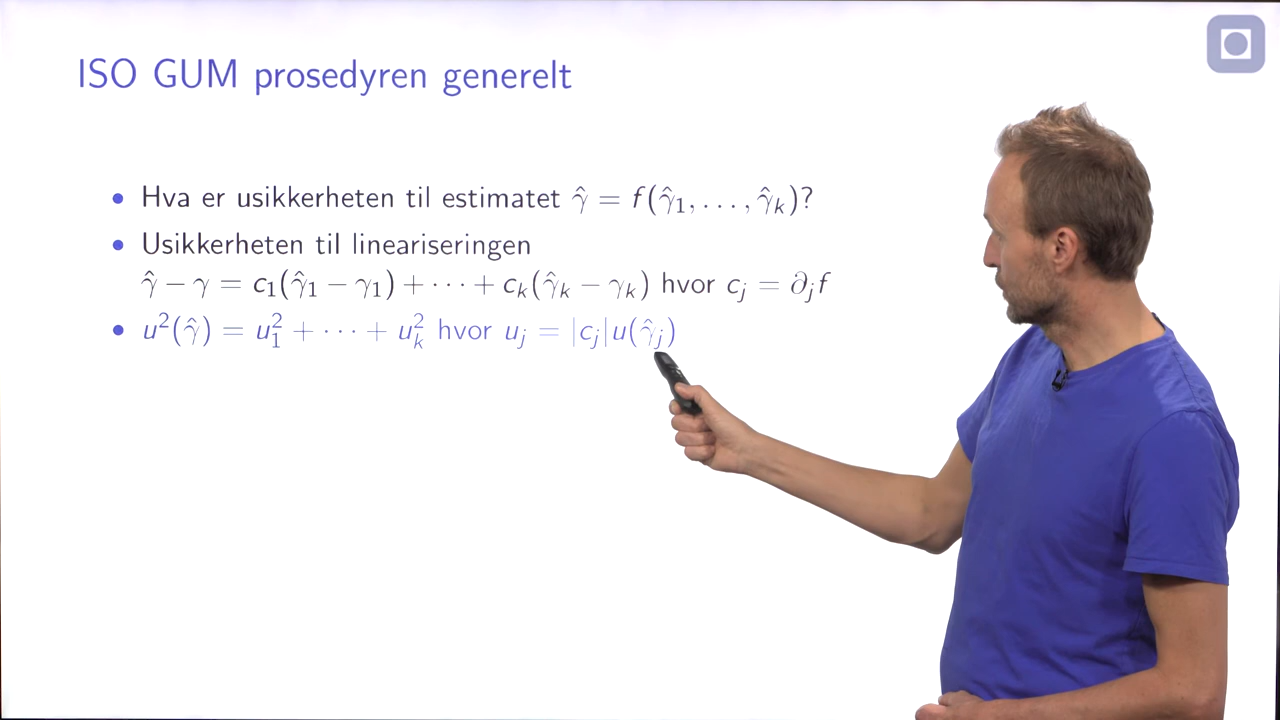 ISO GUM prosedyren generelt
• Hva er usikkerheten til estimatet γ̂ = f(γ̂₁, . . . , γ̂ₖ)?
• Usikkerheten til lineariseringen
γ̂ − γ = c₁(γ̂₁ − γ₁) + · · · + cₖ(γ̂ₖ − γₖ) hvor cⱼ = ∂ⱼf
• u²(γ̂) = u₁² + · · · + uₖ² hvor uⱼ = |cⱼ|u(γ̂ⱼ)